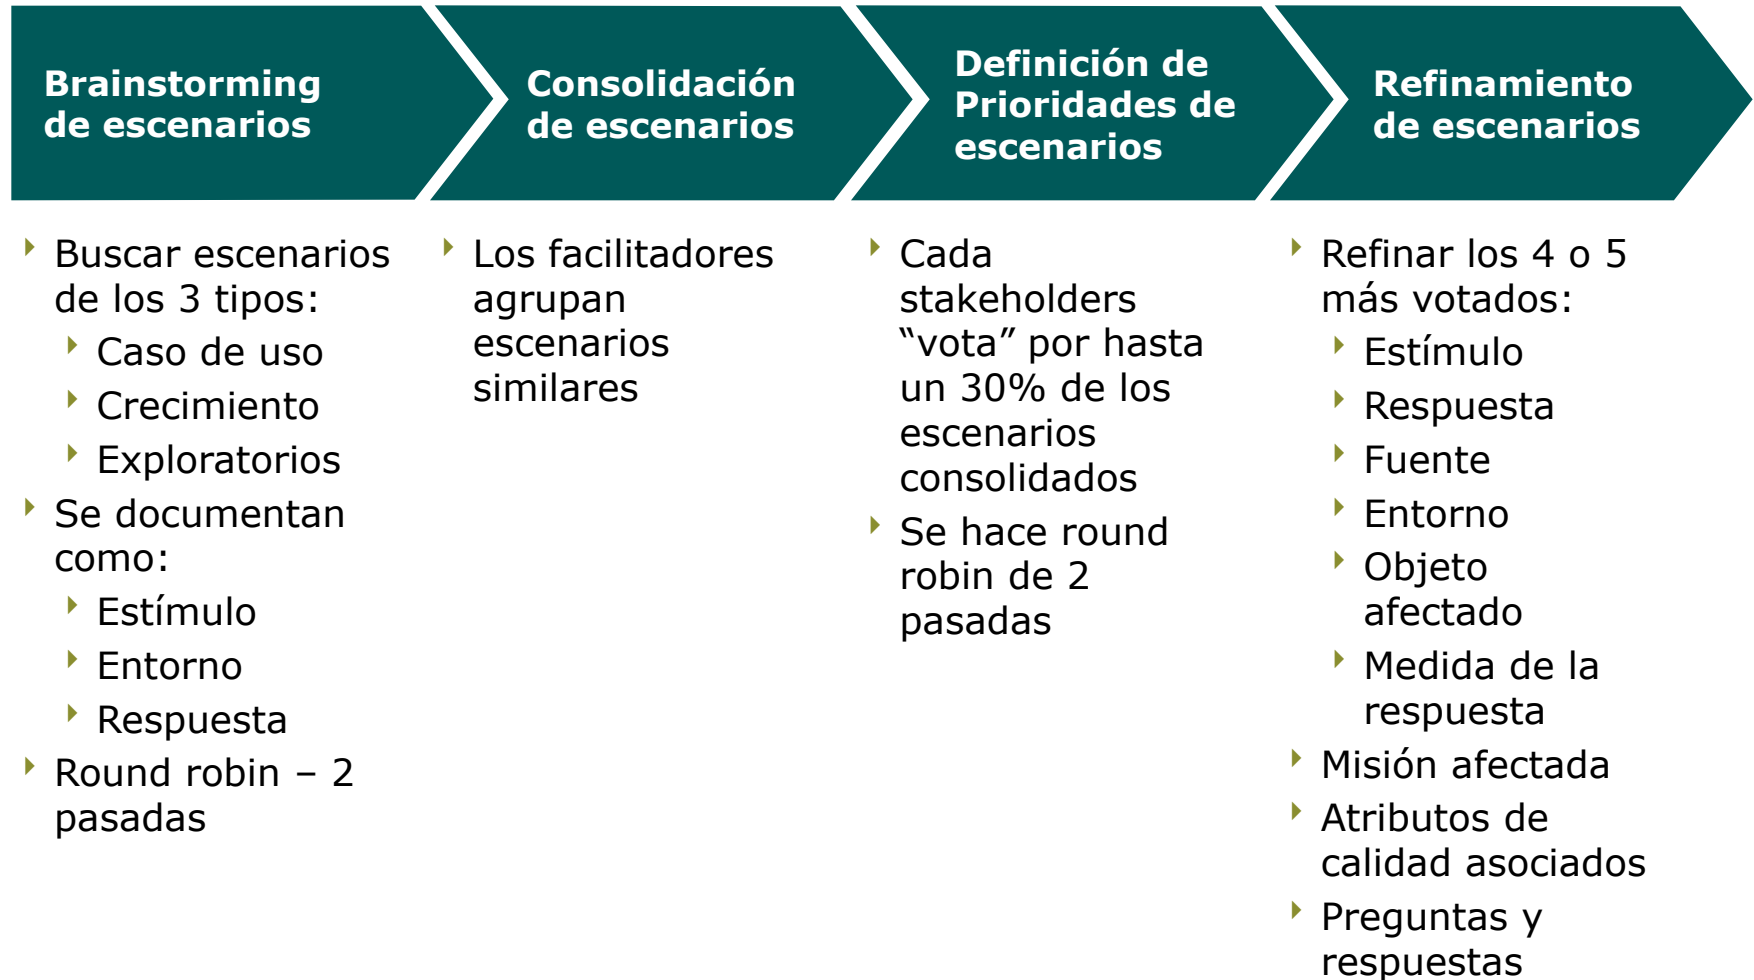 Brainstorming
de escenarios
Buscar escenarios
de los 3 tipos:
Caso de uso
Crecimiento
Exploratorios
Se documentan
como:
Estímulo
Entorno
Respuesta
Round robin – 2
pasadas
Consolidación
de escenarios
Los facilitadores
agrupan
escenarios
similares
Definición de
Prioridades de
escenarios
Cada
stakeholders
“vota” por hasta
un 30% de los
escenarios
consolidados
Se hace round
robin de 2
pasadas
Refinamiento
de escenarios
Refinar los 4 o 5
más votados:
Estímulo
Respuesta
Fuente
Entorno
Objeto
afectado
Medida de la
respuesta
Misión afectada
Atributos de
calidad asociados
Preguntas y
respuestas